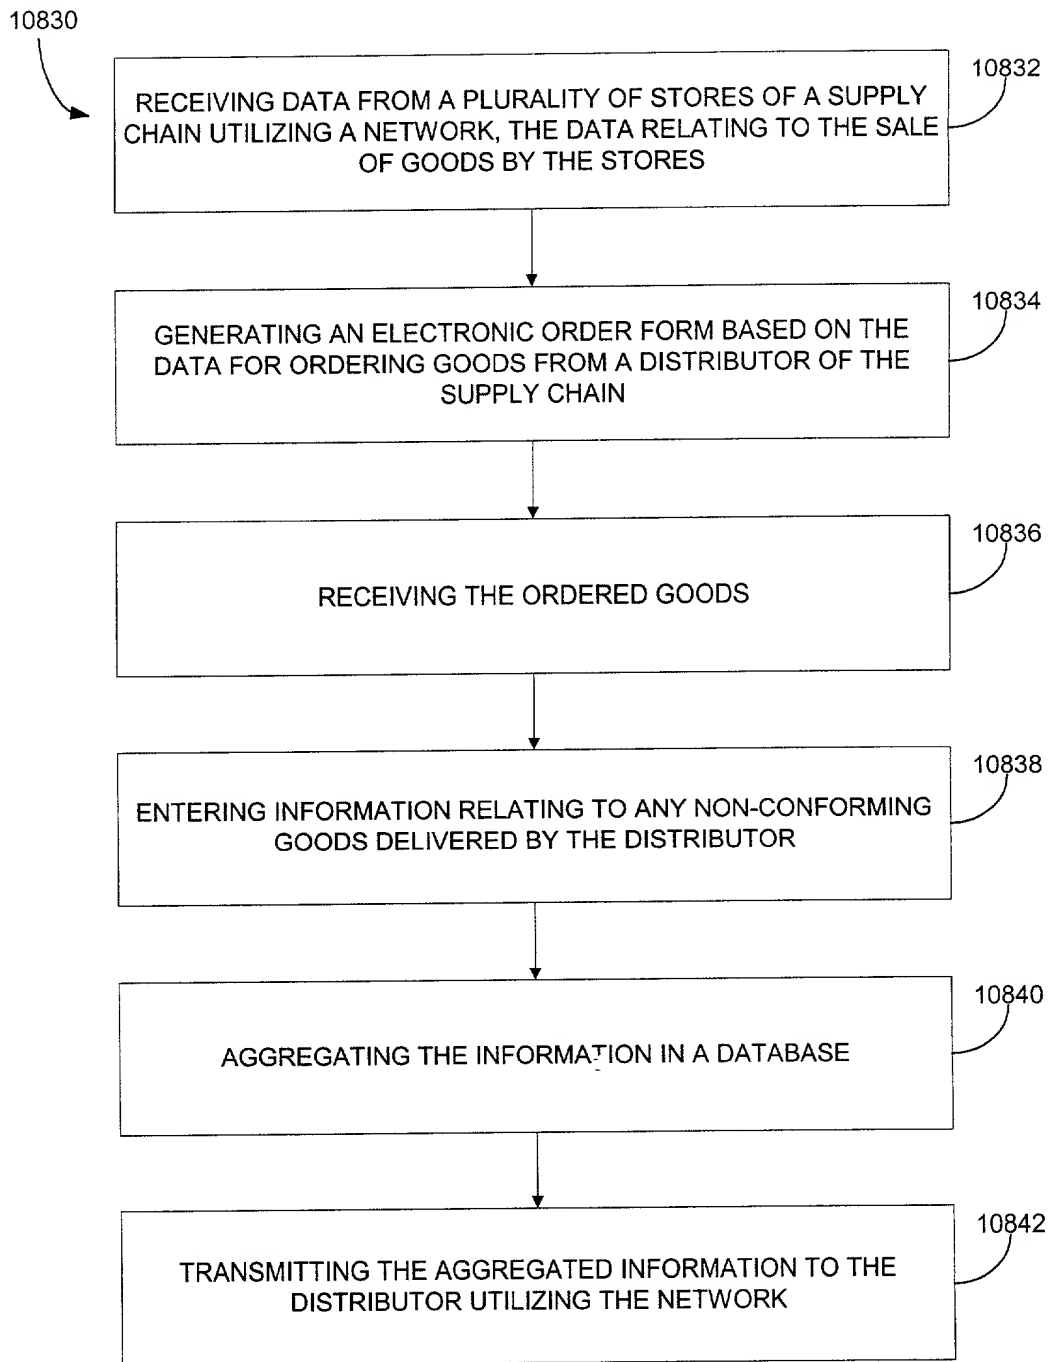 10830
10832
RECEIVING DATA FROM A PLURALITY OF STORES OF A SUPPLY
CHAIN UTILIZING A NETWORK, THE DATA RELATING TO THE SALE
OF GOODS BY THE STORES
10834
GENERATING AN ELECTRONIC ORDER FORM BASED ON THE
DATA FOR ORDERING GOODS FROM A DISTRIBUTOR OF THE
SUPPLY CHAIN
10836
RECEIVING THE ORDERED GOODS
10838
ENTERING INFORMATION RELATING TO ANY NON-CONFORMING
GOODS DELIVERED BY THE DISTRIBUTOR
10840
AGGREGATING THE INFORMATION IN A DATABASE
10842
TRANSMITTING THE AGGREGATED INFORMATION TO THE
DISTRIBUTOR UTILIZING THE NETWORK